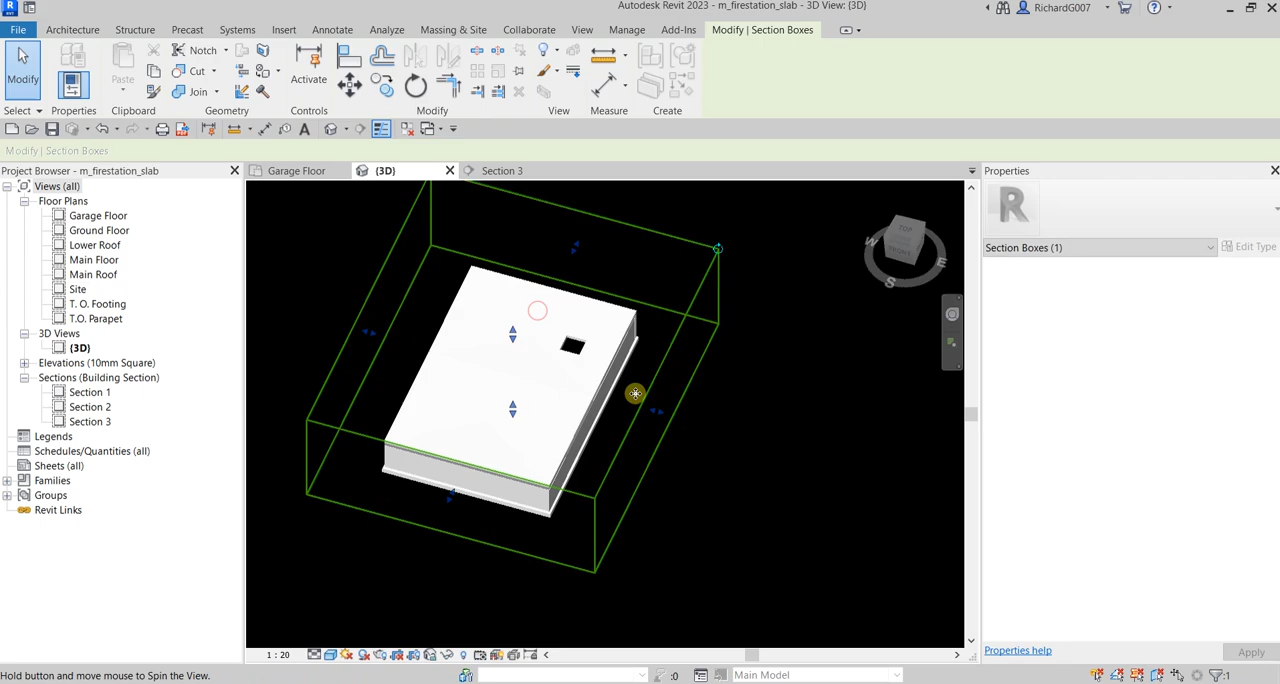 Autodesk Revit 2023 - m_firestation_slab - 3D View: {3D}
RichardG007
File Architecture Structure Precast Systems Insert Annotate Analyze Massing & Site Collaborate View Manage Add-Ins Modify | Section Boxes
Modify
Paste
Notch
Cut
Join
Activate
Select Properties Clipboard Geometry Controls Modify View Measure Create
Modify | Section Boxes
Project Browser - m_firestation_slab
Garage Floor
{3D}
Section 3
Properties
Views (all)
Floor Plans
Garage Floor
Ground Floor
Lower Roof
Main Floor
Main Roof
Site
T. O. Footing
T.O. Parapet
3D Views
{3D}
Elevations (10mm Square)
Sections (Building Section)
Section 1
Section 2
Section 3
Legends
Schedules/Quantities (all)
Sheets (all)
Families
Groups
Revit Links
TOP
FRONT
W
E
S
R
Section Boxes (1)
Edit Type
Properties help
Apply
1 : 20
Hold button and move mouse to Spin the View.
:0
Main Model
:1